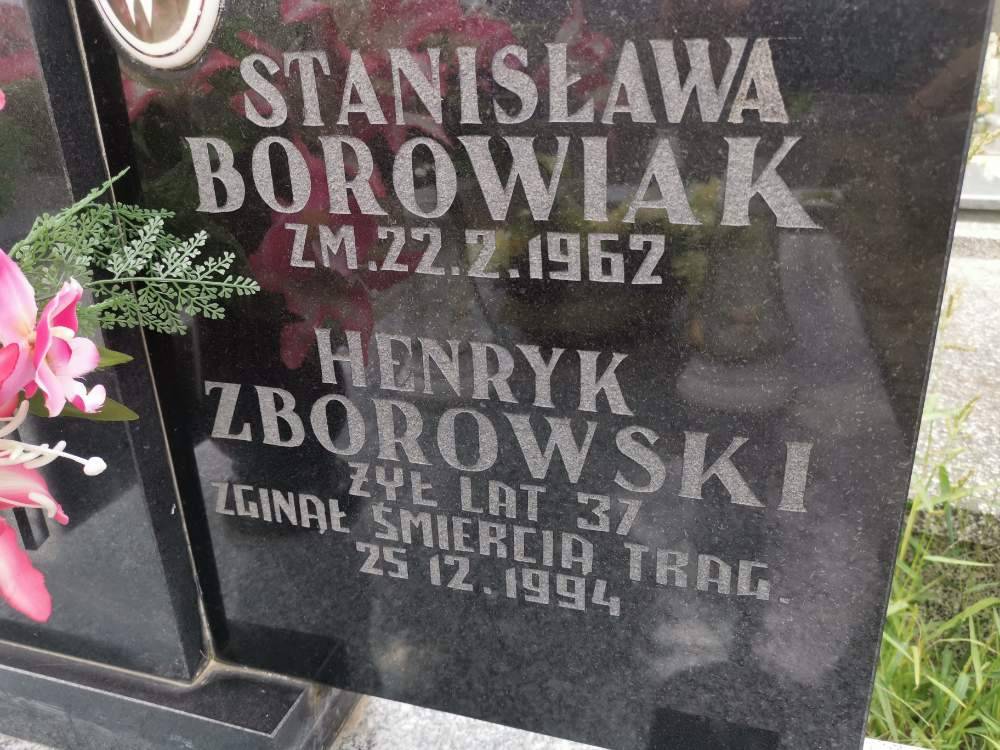 STANISŁAWA
BOROWIAK
ZM.22.2.1962
HENRYK
ZBOROWSKI
ŻYŁ LAT 37
ZGINĄŁ ŚMIERCIĄ TRAG.
25 12.1994